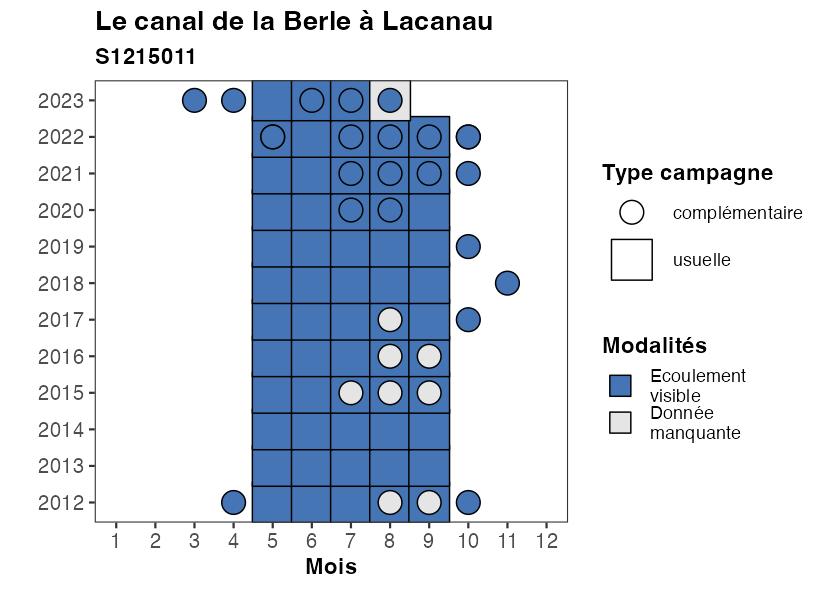 Le canal de la Berle à Lacanau
S1215011
2023
2022
2021
2020
2019
2018
2017
2016
2015
2014
2013
2012
1 2 3 4 5 6 7 8 9 10 11 12
Mois
Type campagne
complémentaire
usuelle
Modalités
Ecoulement
visible
Donnée
manquante